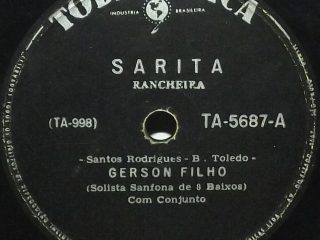 INDUSTRIA BRASILEIRA
SARITA
RANCHEIRA
(TA-998)
TA-5687-A
- Santos Rodrigues - B. Toledo -
GERSON FILHO
(Solista Sanfona de 8 Baixos)
Com Conjunto